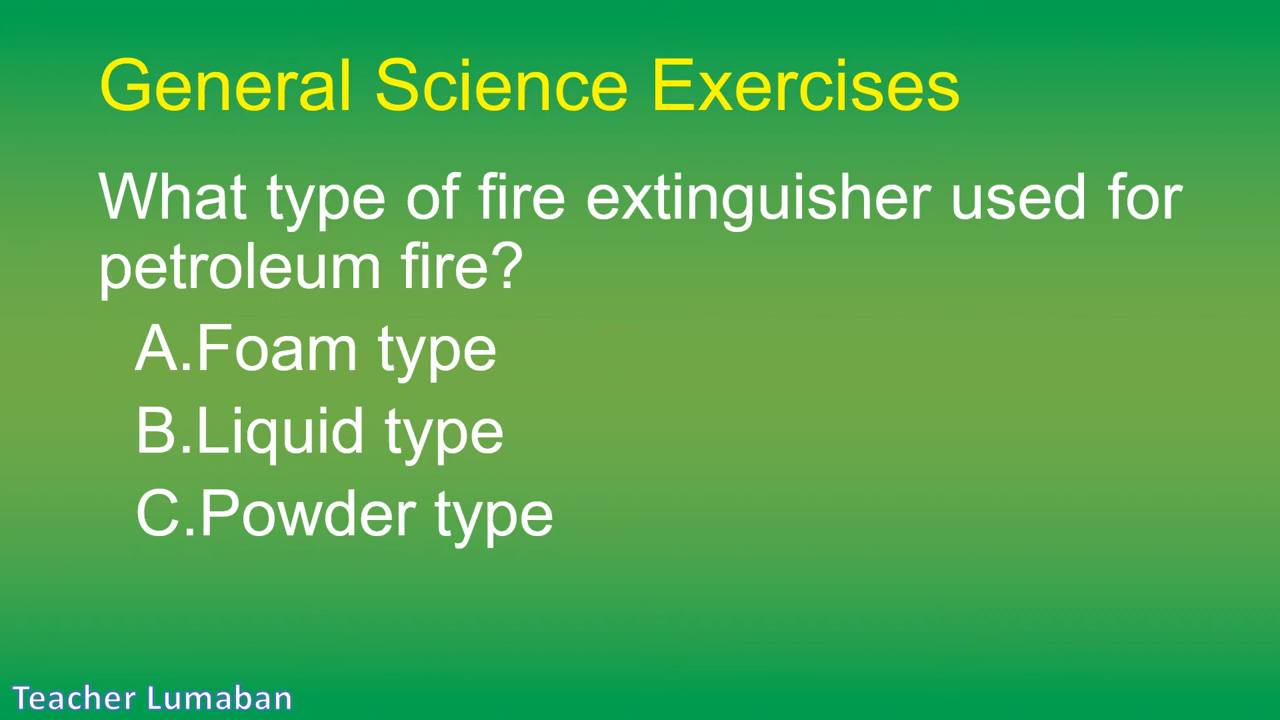 General Science Exercises
What type of fire extinguisher used for
petroleum fire?
A.Foam type
B.Liquid type
C.Powder type
Teacher Lumaban